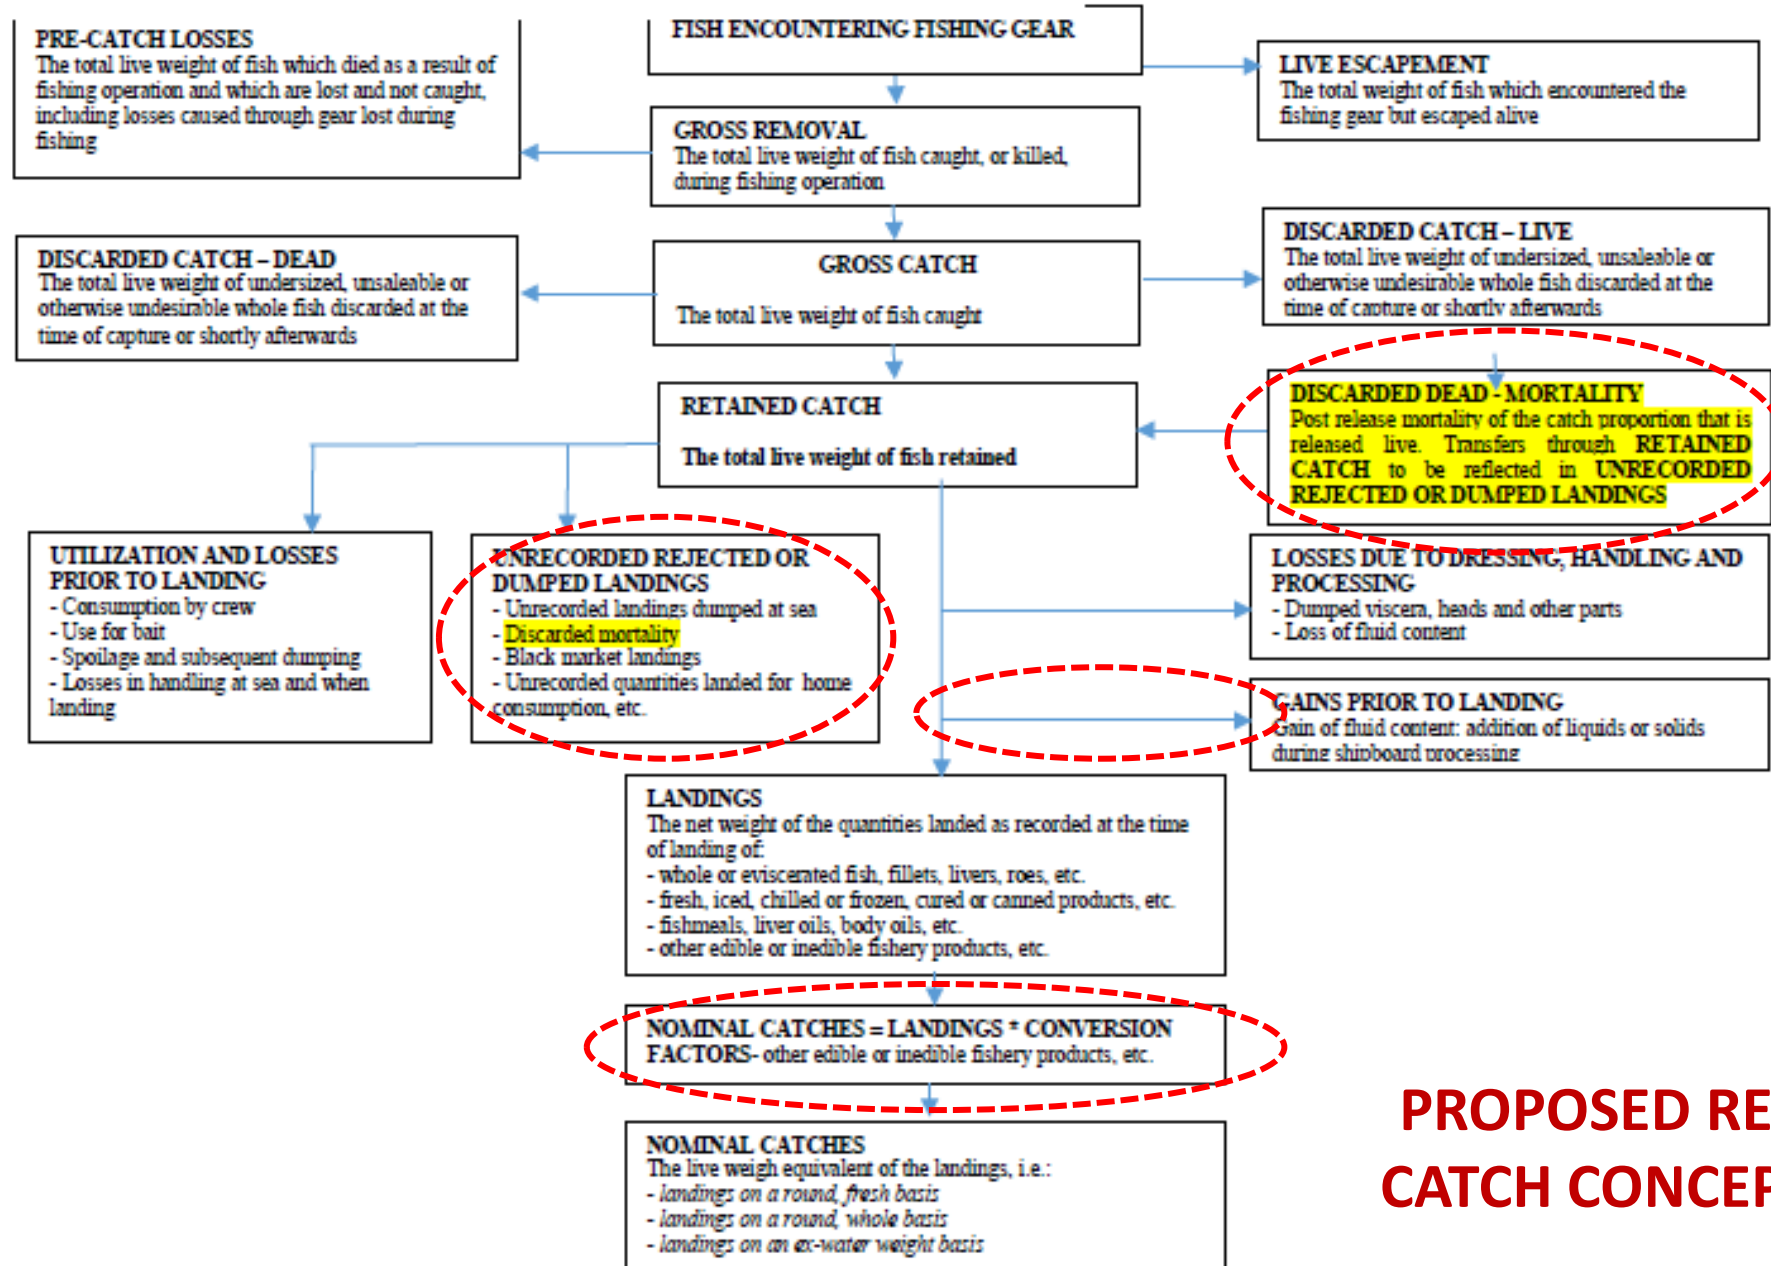 PRE-CATCH LOSSES
The total live weight of fish which died as a result of
fishing operation and which are lost and not caught,
including losses caused through gear lost during
fishing
FISH ENCOUNTERING FISHING GEAR
LIVE ESCAPEMENT
The total weight of fish which encountered the
fishing gear but escaped alive
GROSS REMOVAL
The total live weight of fish caught, or killed,
during fishing operation
DISCARDED CATCH – DEAD
The total live weight of undersized, unsaleable or
otherwise undesirable whole fish discarded at the
time of capture or shortly afterwards
GROSS CATCH
The total live weight of fish caught
DISCARDED CATCH – LIVE
The total live weight of undersized, unsaleable or
otherwise undesirable whole fish discarded at the
time of capture or shortly afterwards
RETAINED CATCH
The total live weight of fish retained
DISCARDED DEAD - MORTALITY
Post release mortality of the catch proportion that is
released live. Transfers through RETAINED
CATCH to be reflected in UNRECORDED
REJECTED OR DUMPED LANDINGS
UTILIZATION AND LOSSES
PRIOR TO LANDING
- Consumption by crew
- Use for bait
- Spoilage and subsequent dumping
- Losses in handling at sea and when
landing
UNRECORDED REJECTED OR
DUMPED LANDINGS
- Unrecorded landings dumped at sea
- Discarded mortality
- Black market landings
- Unrecorded quantities landed for home
consumption, etc.
LOSSES DUE TO DRESSING, HANDLING AND
PROCESSING
- Dumped viscera, heads and other parts
- Loss of fluid content
GAINS PRIOR TO LANDING
Gain of fluid content: addition of liquids or solids
during shipboard processing
LANDINGS
The net weight of the quantities landed as recorded at the time
of landing of:
- whole or eviscerated fish, fillets, livers, roes, etc.
- fresh, iced, chilled or frozen, cured or canned products, etc.
- fishmeals, liver oils, body oils, etc.
- other edible or inedible fishery products, etc.
NOMINAL CATCHES = LANDINGS * CONVERSION
FACTORS- other edible or inedible fishery products, etc.
NOMINAL CATCHES
The live weigh equivalent of the landings, i.e.:
- landings on a round, fresh basis
- landings on a round, whole basis
- landings on an ex-water weight basis
PROPOSED RE
CATCH CONCEP